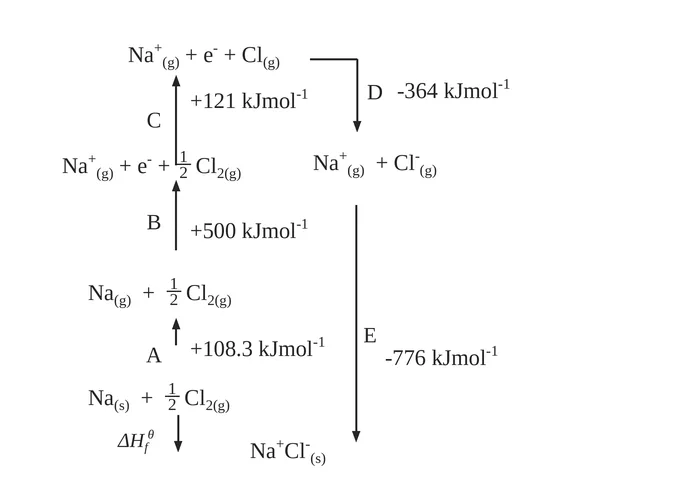 Na⁺(g) + e⁻ + Cl(g)
D -364 kJmol⁻¹
+121 kJmol⁻¹
C
Na⁺(g) + e⁻ + 1/2 Cl2(g)
Na⁺(g) + Cl⁻(g)
B
+500 kJmol⁻¹
Na(g) + 1/2 Cl2(g)
A
+108.3 kJmol⁻¹
E
-776 kJmol⁻¹
Na(s) + 1/2 Cl2(g)
ΔHf^θ
Na⁺Cl⁻(s)